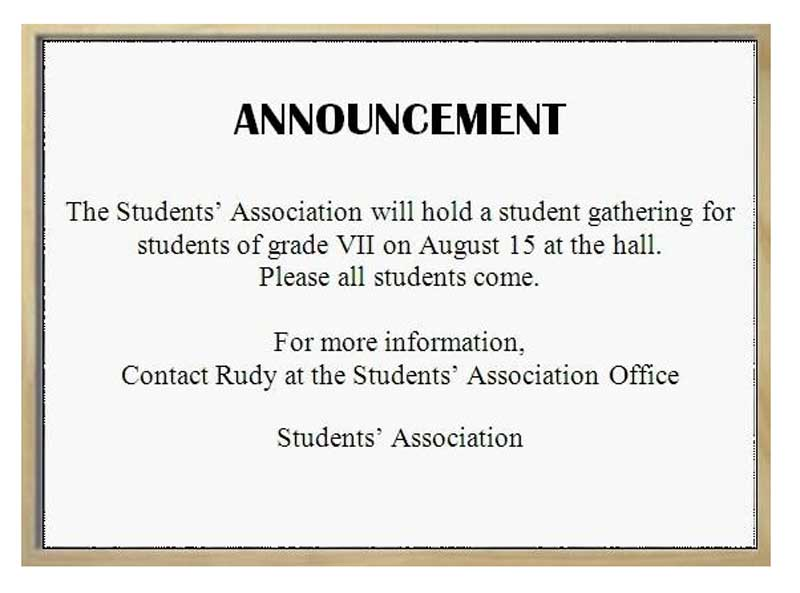 ANNOUNCEMENT
The Students’ Association will hold a student gathering for
students of grade VII on August 15 at the hall.
Please all students come.
For more information,
Contact Rudy at the Students’ Association Office
Students’ Association